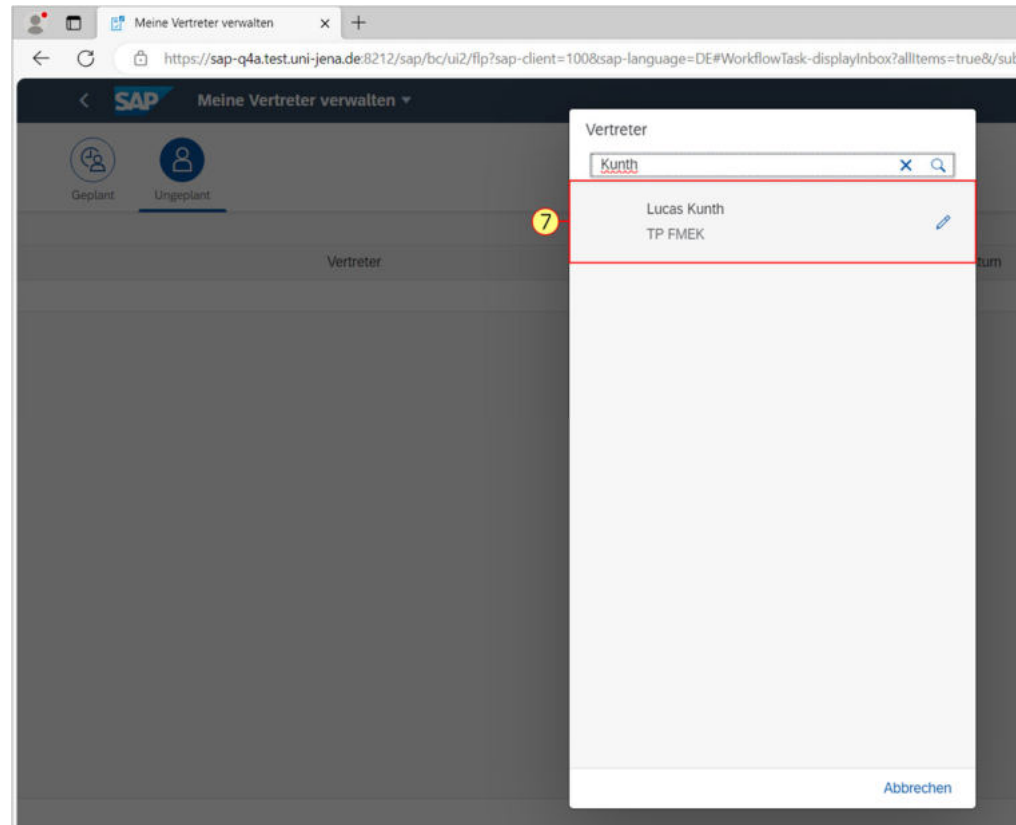 Meine Vertreter verwalten
https://sap-q4a.test.uni-jena.de:8212/sap/bc/ui2/flp?sap-client=100&sap-language=DE#WorkflowTask-displayInbox?allItems=true&/sub
SAP Meine Vertreter verwalten
Vertreter
Kunth
Geplant Ungeplant
7
Lucas Kunth
TP FMEK
Vertreter
tum
Abbrechen